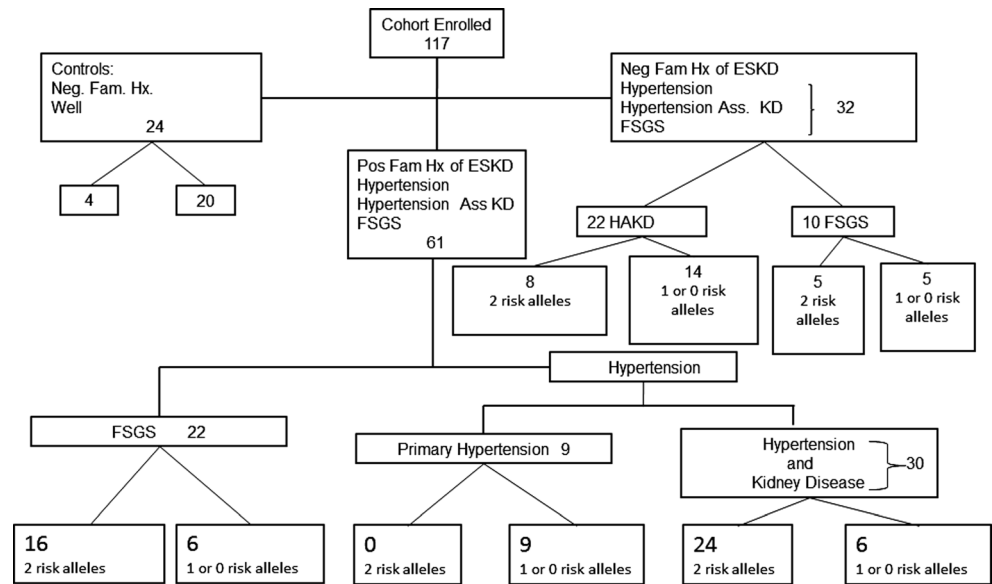 Cohort Enrolled
117
Controls:
Neg. Fam. Hx.
Well
24
4
20
Neg Fam Hx of ESKD
Hypertension
Hypertension Ass. KD
FSGS
32
Pos Fam Hx of ESKD
Hypertension
Hypertension Ass KD
FSGS
61
22 HAKD
10 FSGS
8
2 risk alleles
14
1 or 0 risk
alleles
5
2 risk
alleles
5
1 or 0 risk
alleles
Hypertension
FSGS 22
Primary Hypertension 9
Hypertension
and
Kidney Disease
30
16
2 risk alleles
6
1 or 0 risk alleles
0
2 risk alleles
9
1 or 0 risk alleles
24
2 risk alleles
6
1 or 0 risk alleles